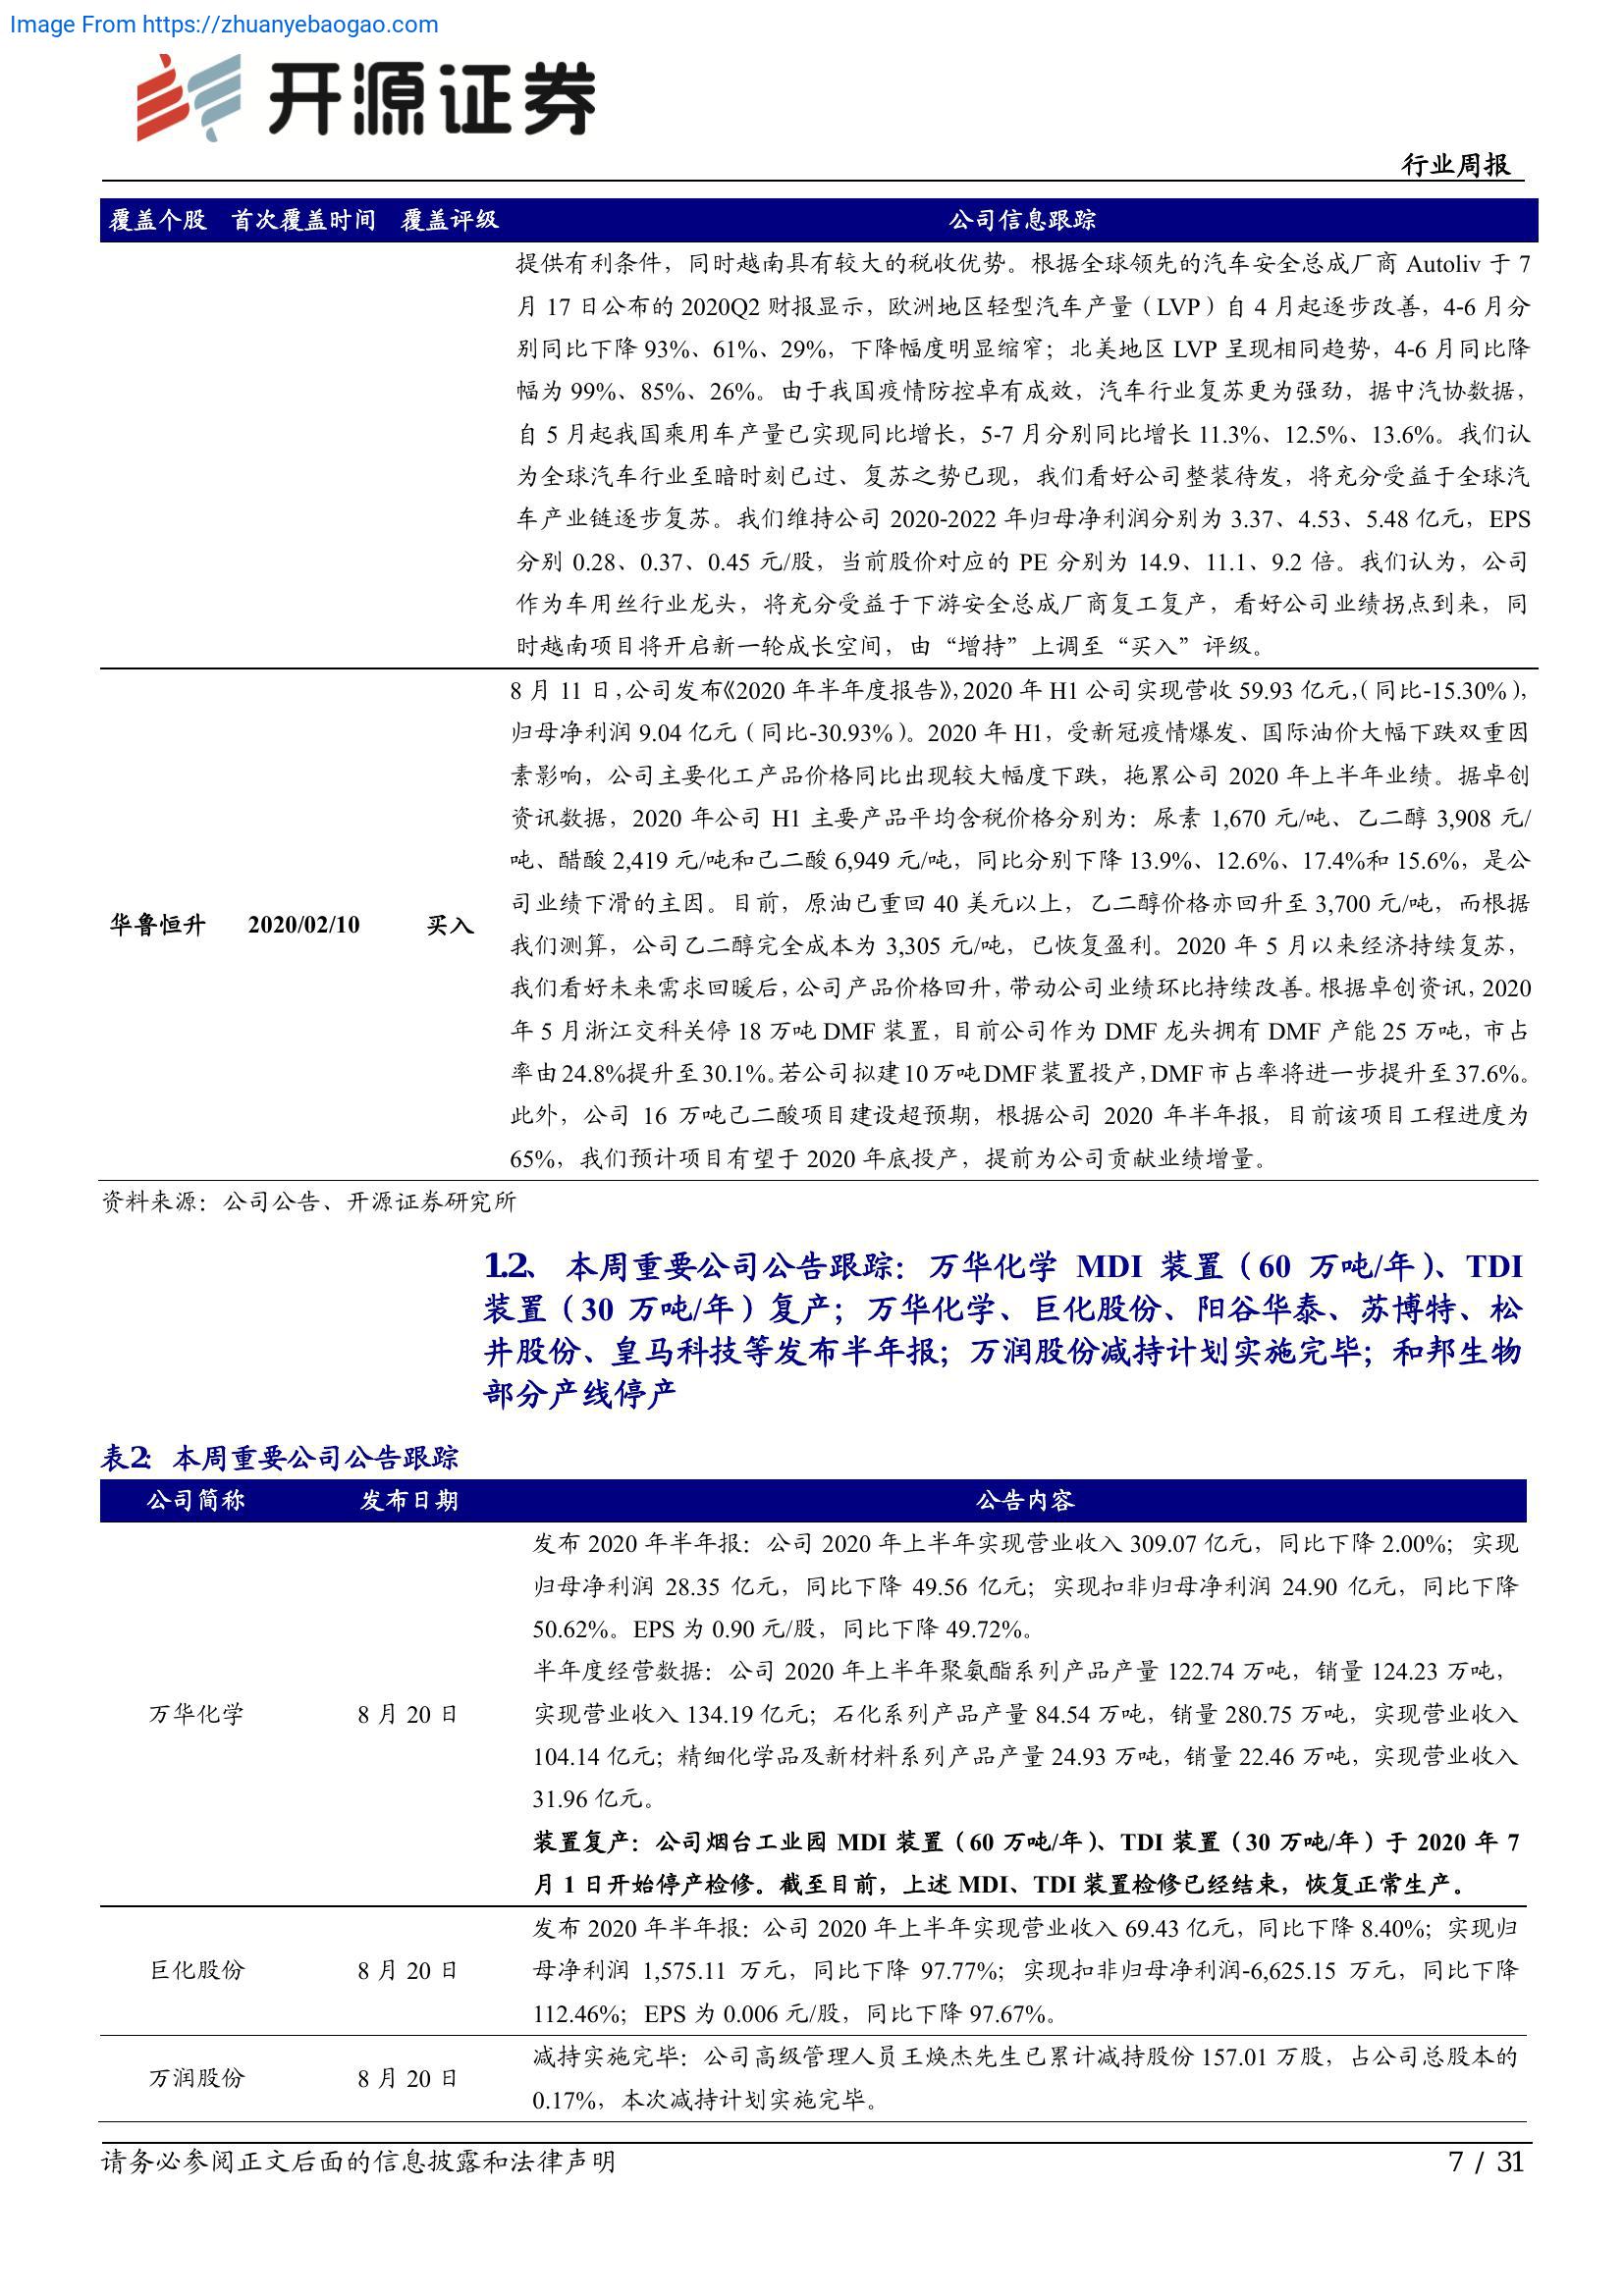 Image From https://zhuanyebaogao.com
开源证券
行业周报
覆盖个股 首次覆盖时间 覆盖评级 公司信息跟踪
提供有利条件，同时越南具有较大的税收优势。根据全球领先的汽车安全总成厂商 Autoliv 于 7
月 17 日公布的 2020Q2 财报显示，欧洲地区轻型汽车产量（LVP）自 4 月起逐步改善，4-6 月分
别同比下降 93%、61%、29%，下降幅度明显缩窄；北美地区 LVP 呈现相同趋势，4-6 月同比降
幅为 99%、85%、26%。由于我国疫情防控卓有成效，汽车行业复苏更为强劲，据中汽协数据，
自 5 月起我国乘用车产量已实现同比增长，5-7 月分别同比增长 11.3%、12.5%、13.6%。我们认
为全球汽车行业至暗时刻已过、复苏之势已现，我们看好公司整装待发，将充分受益于全球汽
车产业链逐步复苏。我们维持公司 2020-2022 年归母净利润分别为 3.37、4.53、5.48 亿元，EPS
分别 0.28、0.37、0.45 元/股，当前股价对应的 PE 分别为 14.9、11.1、9.2 倍。我们认为，公司
作为车用丝行业龙头，将充分受益于下游安全总成厂商复工复产，看好公司业绩拐点到来，同
时越南项目将开启新一轮成长空间，由“增持”上调至“买入”评级。
8 月 11 日，公司发布《2020 年半年度报告》，2020 年 H1 公司实现营收 59.93 亿元，（同比-15.30%），
归母净利润 9.04 亿元（同比-30.93%）。2020 年 H1，受新冠疫情爆发、国际油价大幅下跌双重因
素影响，公司主要化工产品价格同比出现较大幅度下跌，拖累公司 2020 年上半年业绩。据卓创
资讯数据，2020 年公司 H1 主要产品平均含税价格分别为：尿素 1,670 元/吨、乙二醇 3,908 元/
吨、醋酸 2,419 元/吨和己二酸 6,949 元/吨，同比分别下降 13.9%、12.6%、17.4%和 15.6%，是公
司业绩下滑的主因。目前，原油已重回 40 美元以上，乙二醇价格亦回升至 3,700 元/吨，而根据
华鲁恒升 2020/02/10 买入 我们测算，公司乙二醇完全成本为 3,305 元/吨，已恢复盈利。2020 年 5 月以来经济持续复苏，
我们看好未来需求回暖后，公司产品价格回升，带动公司业绩环比持续改善。根据卓创资讯，2020
年 5 月浙江交科关停 18 万吨 DMF 装置，目前公司作为 DMF 龙头拥有 DMF 产能 25 万吨，市占
率由 24.8%提升至 30.1%。若公司拟建 10 万吨 DMF 装置投产，DMF 市占率将进一步提升至 37.6%。
此外，公司 16 万吨己二酸项目建设超预期，根据公司 2020 年半年报，目前该项目工程进度为
65%，我们预计项目有望于 2020 年底投产，提前为公司贡献业绩增量。
资料来源：公司公告、开源证券研究所
1.2、 本周重要公司公告跟踪：万华化学 MDI 装置（60 万吨/年）、TDI
装置（30 万吨/年）复产；万华化学、巨化股份、阳谷华泰、苏博特、松
井股份、皇马科技等发布半年报；万润股份减持计划实施完毕；和邦生物
部分产线停产
表2： 本周重要公司公告跟踪
公司简称 发布日期 公告内容
发布 2020 年半年报：公司 2020 年上半年实现营业收入 309.07 亿元，同比下降 2.00%；实现
归母净利润 28.35 亿元，同比下降 49.56 亿元；实现扣非归母净利润 24.90 亿元，同比下降
50.62%。EPS 为 0.90 元/股，同比下降 49.72%。
半年度经营数据：公司 2020 年上半年聚氨酯系列产品产量 122.74 万吨，销量 124.23 万吨，
万华化学 8 月 20 日 实现营业收入 134.19 亿元；石化系列产品产量 84.54 万吨，销量 280.75 万吨，实现营业收入
104.14 亿元；精细化学品及新材料系列产品产量 24.93 万吨，销量 22.46 万吨，实现营业收入
31.96 亿元。
装置复产：公司烟台工业园 MDI 装置（60 万吨/年）、TDI 装置（30 万吨/年）于 2020 年 7
月 1 日开始停产检修。截至目前，上述 MDI、TDI 装置检修已经结束，恢复正常生产。
发布 2020 年半年报：公司 2020 年上半年实现营业收入 69.43 亿元，同比下降 8.40%；实现归
巨化股份 8 月 20 日 母净利润 1,575.11 万元，同比下降 97.77%；实现扣非归母净利润-6,625.15 万元，同比下降
112.46%；EPS 为 0.006 元/股，同比下降 97.67%。
减持实施完毕：公司高级管理人员王焕杰先生已累计减持股份 157.01 万股，占公司总股本的
万润股份 8 月 20 日
0.17%，本次减持计划实施完毕。
请务必参阅正文后面的信息披露和法律声明 7 / 31